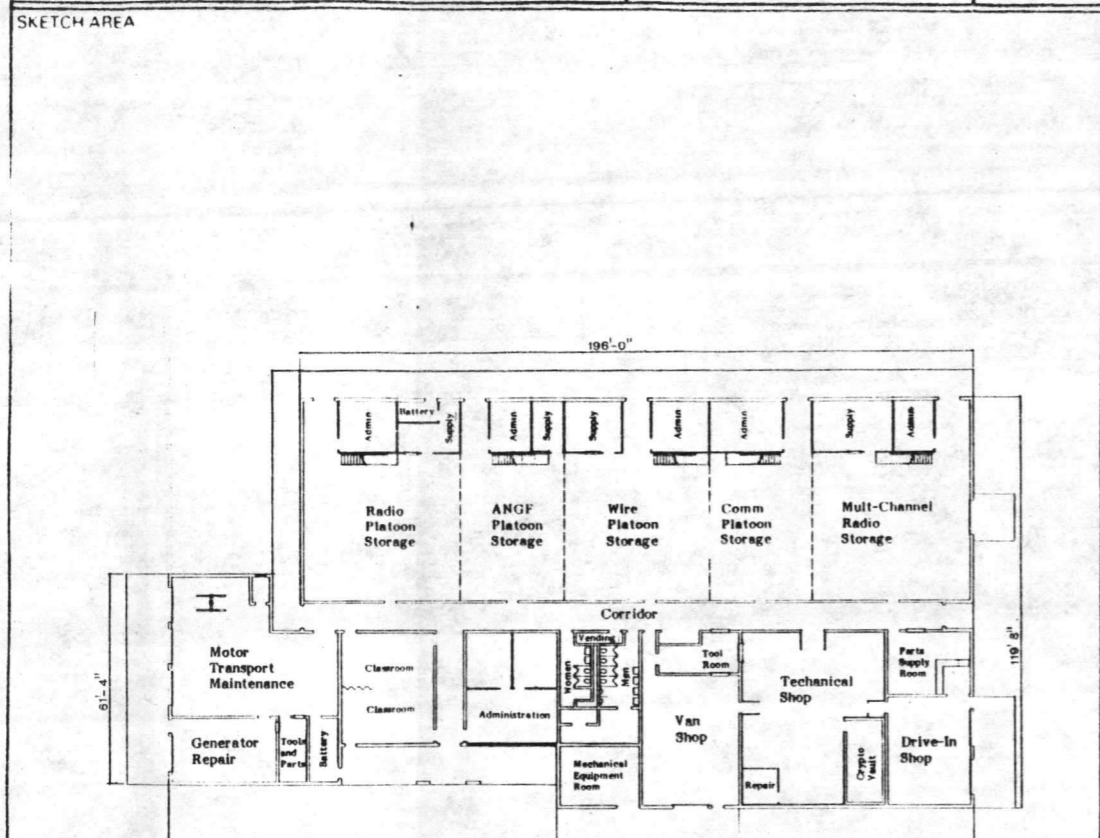 SKETCH AREA
196'-0"
Admin
Battery
Supply
Admin
Supply
Supply
Admin
Admin
Supply
Admin
Radio
Platoon
Storage
ANGF
Platoon
Storage
Wire
Platoon
Storage
Comm
Platoon
Storage
Mult-Channel
Radio
Storage
Corridor
61'-4"
119'8"
Motor
Transport
Maintenance
Classroom
Classroom
Administration
Vending
Women
Men
Tool
Room
Techanical
Shop
Parts
Supply
Room
Generator
Repair
Tools
and
Parts
Battery
Mechanical
Equipment
Room
Van
Shop
Repair
Crypto
Vault
Drive-In
Shop